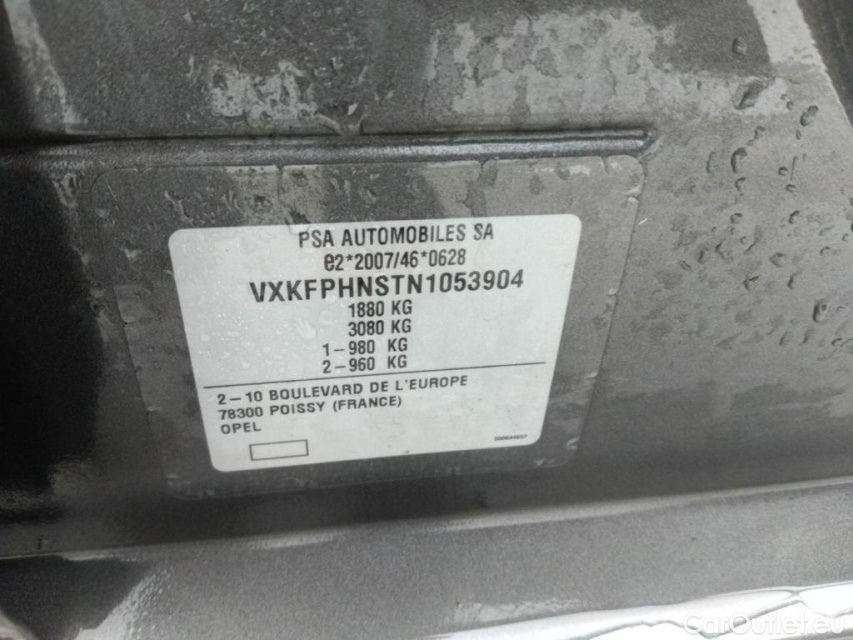 PSA AUTOMOBILES SA
e2*2007/46*0628
VXKFPHNSTN1053904
1880 KG
3080 KG
1-980 KG
2-960 KG
2-10 BOULEVARD DE L'EUROPE
78300 POISSY (FRANCE)
OPEL
CarOutlet.eu